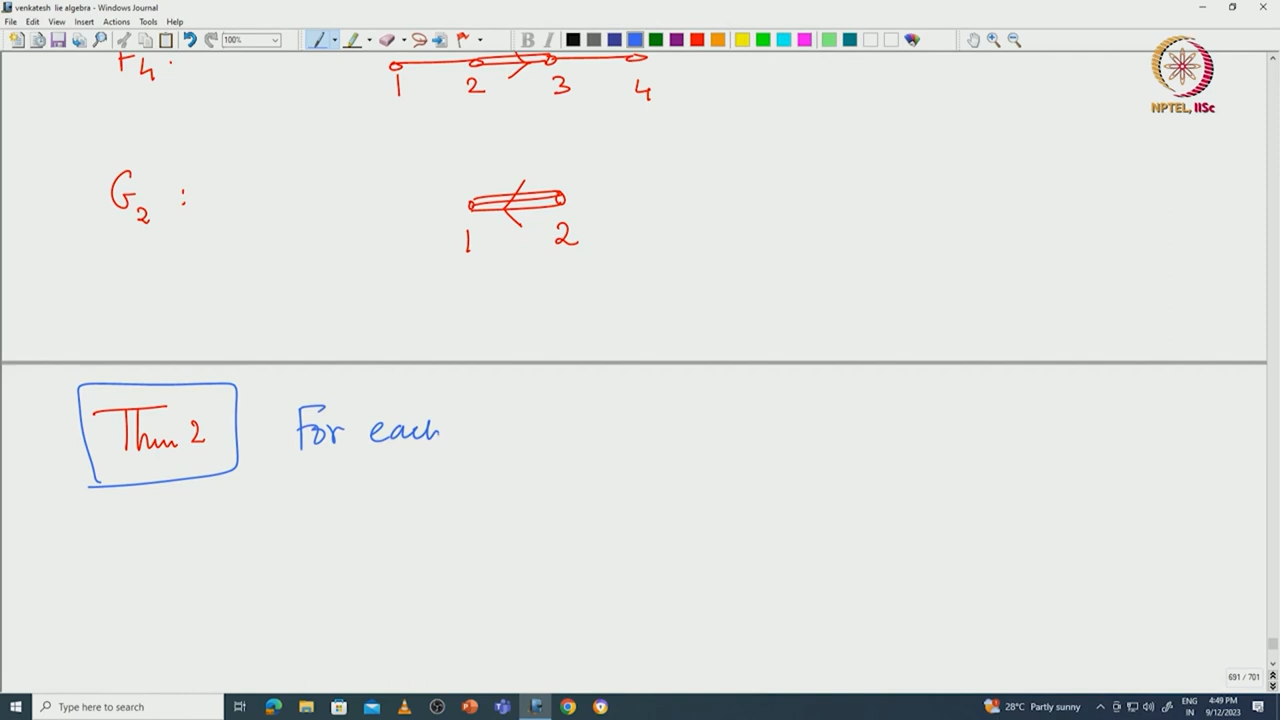 venkatesh lie algebra - Windows Journal
File Edit View Insert Actions Tools Help
100%
B I
NPTEL, IISc
F4 :
1 2 3 4
G2 :
1 2
Thm 2 For each
691 / 701
Type here to search
28°C Partly sunny
ENG
IN
4:49 PM
9/12/2023